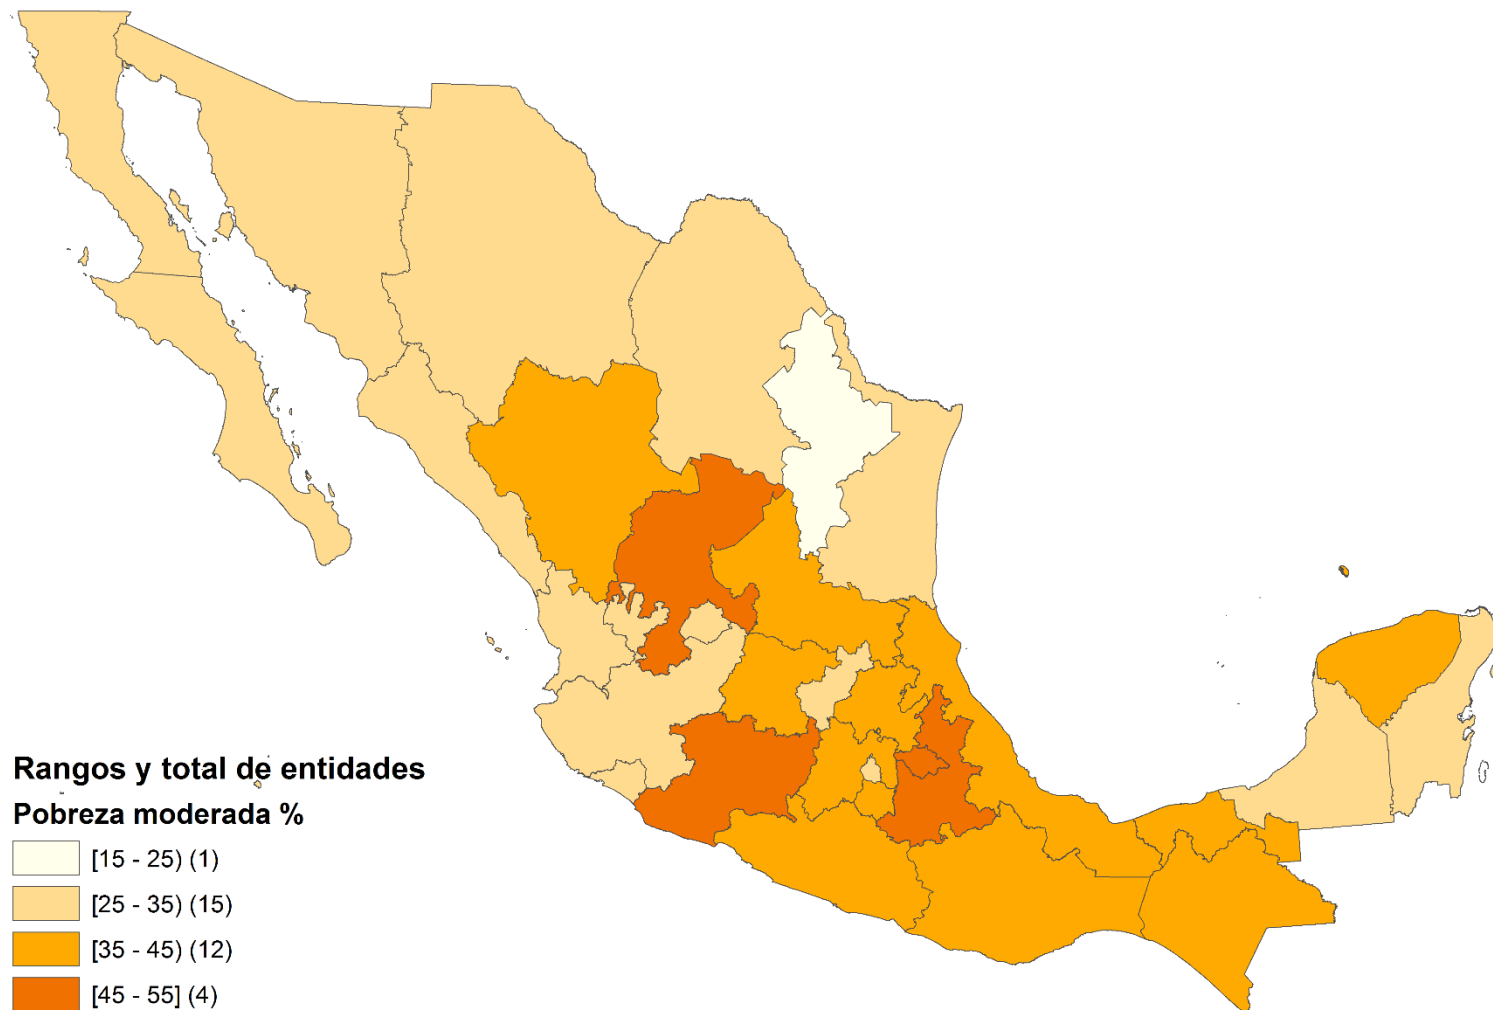 Rangos y total de entidades
Pobreza moderada %
[15 - 25) (1)
[25 - 35) (15)
[35 - 45) (12)
[45 - 55] (4)